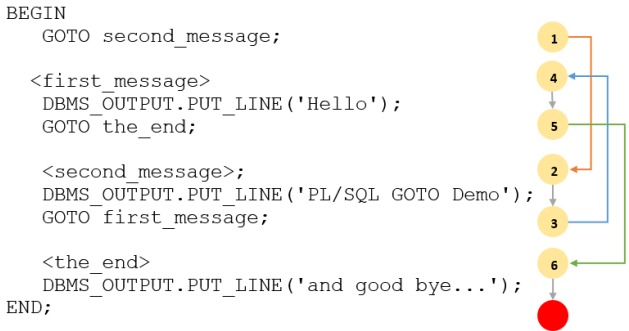 BEGIN
GOTO second_message; 1
<first_message> 4
DBMS_OUTPUT.PUT_LINE('Hello');
GOTO the_end; 5
<second_message>; 2
DBMS_OUTPUT.PUT_LINE('PL/SQL GOTO Demo');
GOTO first_message; 3
<the_end> 6
DBMS_OUTPUT.PUT_LINE('and good bye...');
END;